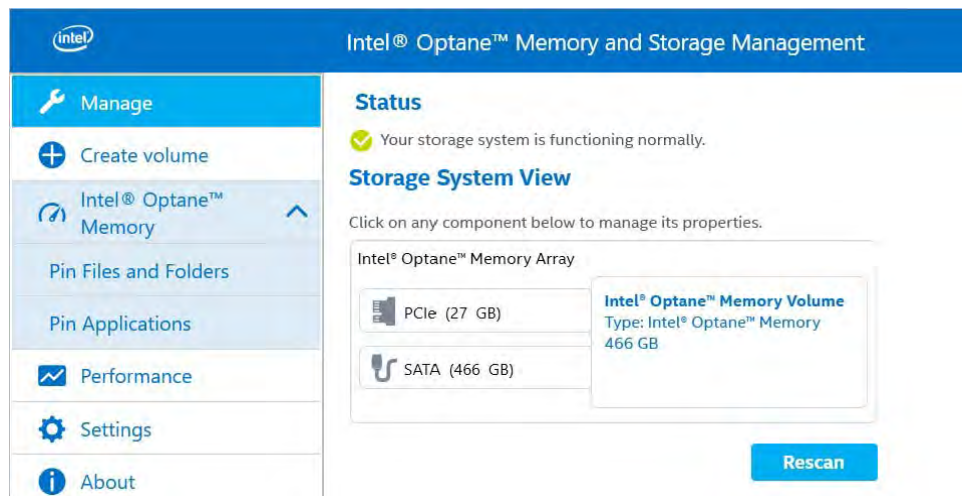 intel
Intel® Optane™ Memory and Storage Management
Manage
Create volume
Intel® Optane™
Memory
Pin Files and Folders
Pin Applications
Performance
Settings
About
Status
Your storage system is functioning normally.
Storage System View
Click on any component below to manage its properties.
Intel® Optane™ Memory Array
PCIe (27 GB)
SATA (466 GB)
Intel® Optane™ Memory Volume
Type: Intel® Optane™ Memory
466 GB
Rescan